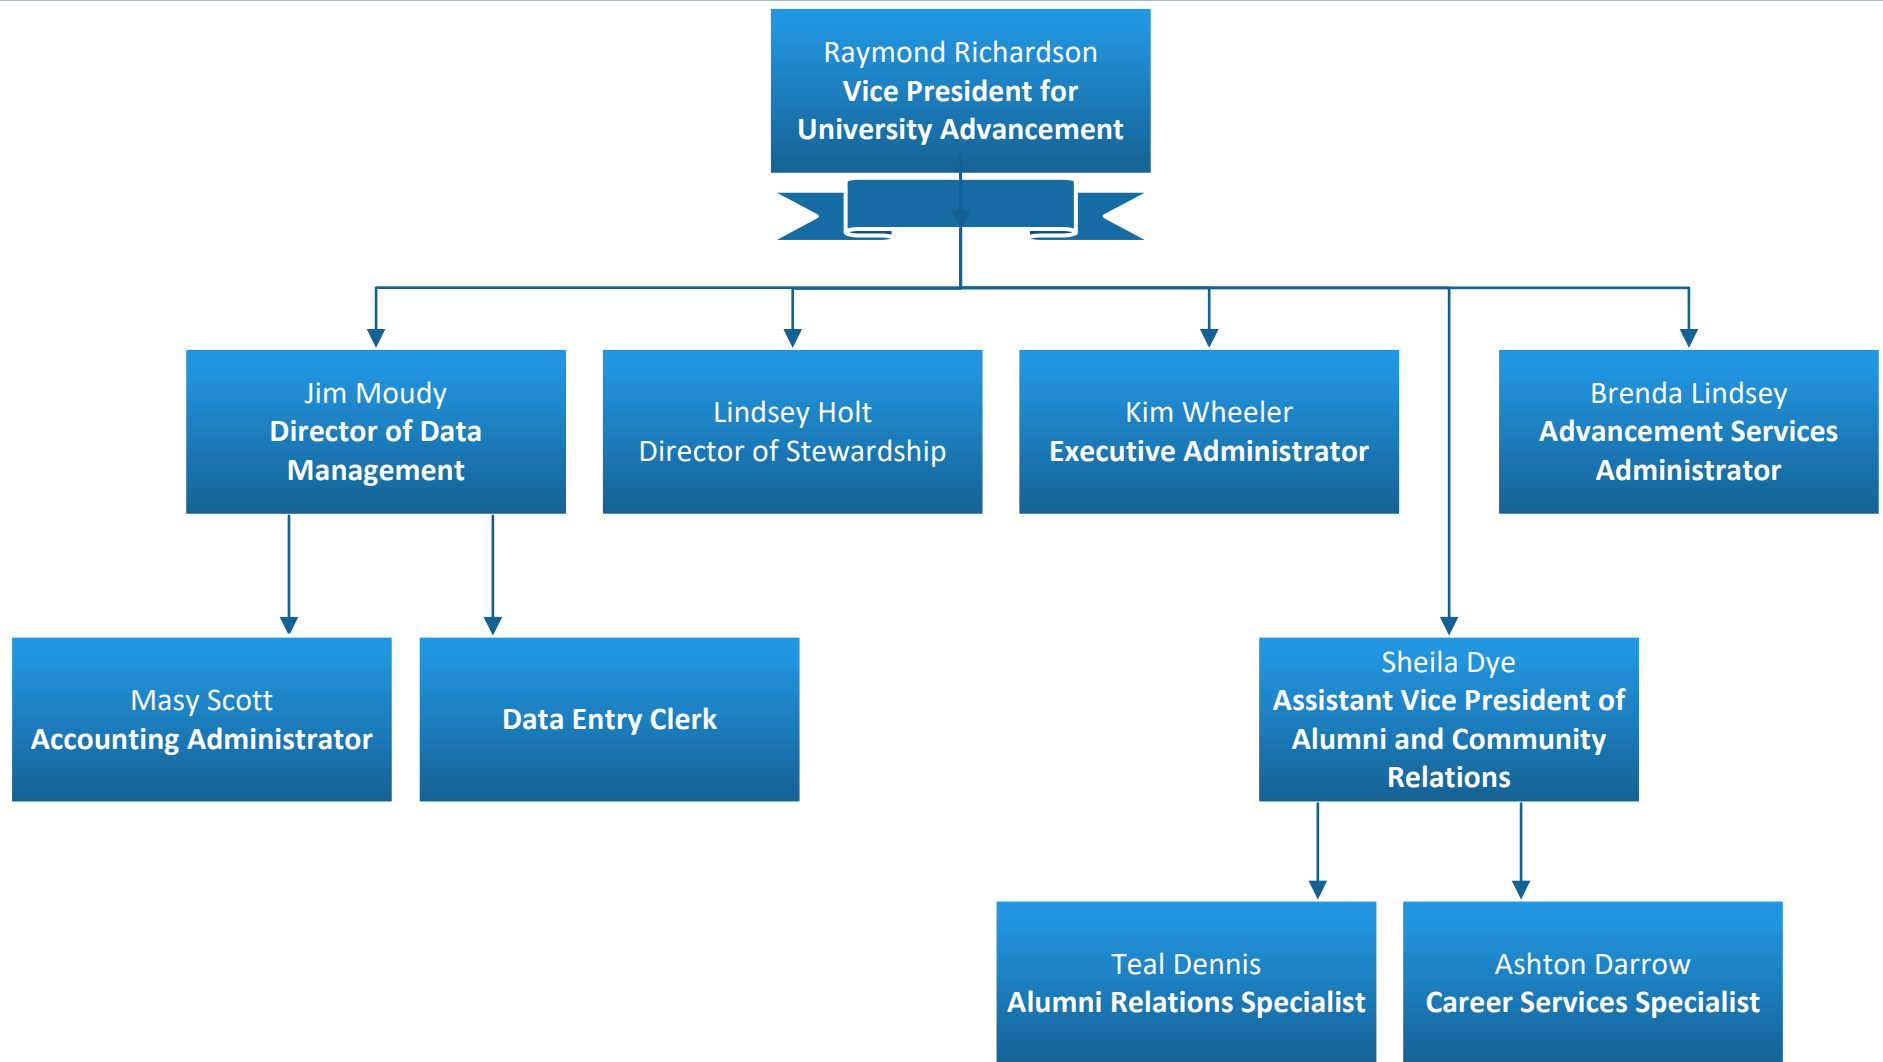 Raymond Richardson
Vice President for
University Advancement
Jim Moudy
Director of Data
Management
Lindsey Holt
Director of Stewardship
Kim Wheeler
Executive Administrator
Brenda Lindsey
Advancement Services
Administrator
Masy Scott
Accounting Administrator
Data Entry Clerk
Sheila Dye
Assistant Vice President of
Alumni and Community
Relations
Teal Dennis
Alumni Relations Specialist
Ashton Darrow
Career Services Specialist